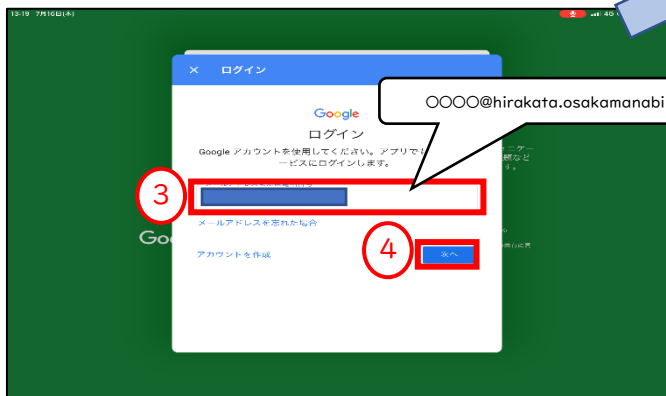 13:19 7月16日(木)
4G
× ログイン
〇〇〇〇@hirakata.osakamanabi
Google
ログイン
Google アカウントを使用してください。アプリで
ービスにログインします。
③
メールアドレスを忘れた場合
Go
④
アカウントを作成
次へ